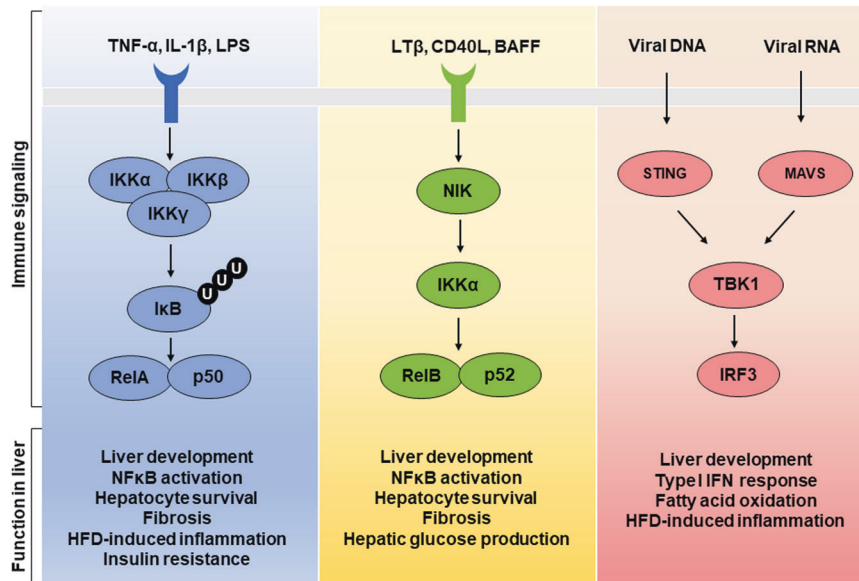 Immune signaling
TNF-α, IL-1β, LPS
IKKα
IKKβ
IKKγ
IκB
U
U
U
RelA
p50
LTβ, CD40L, BAFF
NIK
IKKα
RelB
p52
Viral DNA
Viral RNA
STING
MAVS
TBK1
IRF3
Function in liver
Liver development
NFκB activation
Hepatocyte survival
Fibrosis
HFD-induced inflammation
Insulin resistance
Liver development
NFκB activation
Hepatocyte survival
Fibrosis
Hepatic glucose production
Liver development
Type I IFN response
Fatty acid oxidation
HFD-induced inflammation